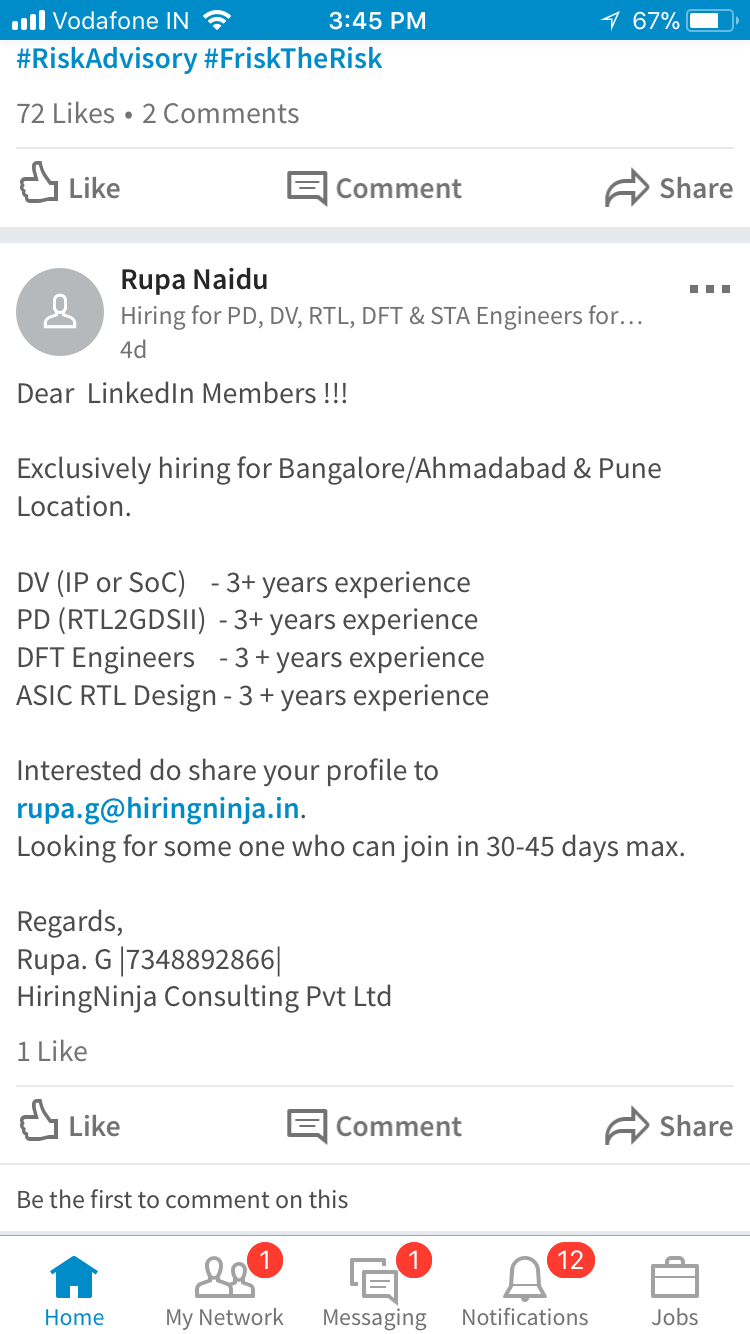 Vodafone IN 3:45 PM 67%
#RiskAdvisory #FriskTheRisk
72 Likes • 2 Comments
Like Comment Share
Rupa Naidu
Hiring for PD, DV, RTL, DFT & STA Engineers for...
4d
Dear  LinkedIn Members !!!
Exclusively hiring for Bangalore/Ahmadabad & Pune
Location.
DV (IP or SoC)    - 3+ years experience
PD (RTL2GDSII)  - 3+ years experience
DFT Engineers    - 3 + years experience
ASIC RTL Design - 3 + years experience
Interested do share your profile to
rupa.g@hiringninja.in.
Looking for some one who can join in 30-45 days max.
Regards,
Rupa. G |7348892866|
HiringNinja Consulting Pvt Ltd
1 Like
Like Comment Share
Be the first to comment on this
1 1 12
Home My Network Messaging Notifications Jobs